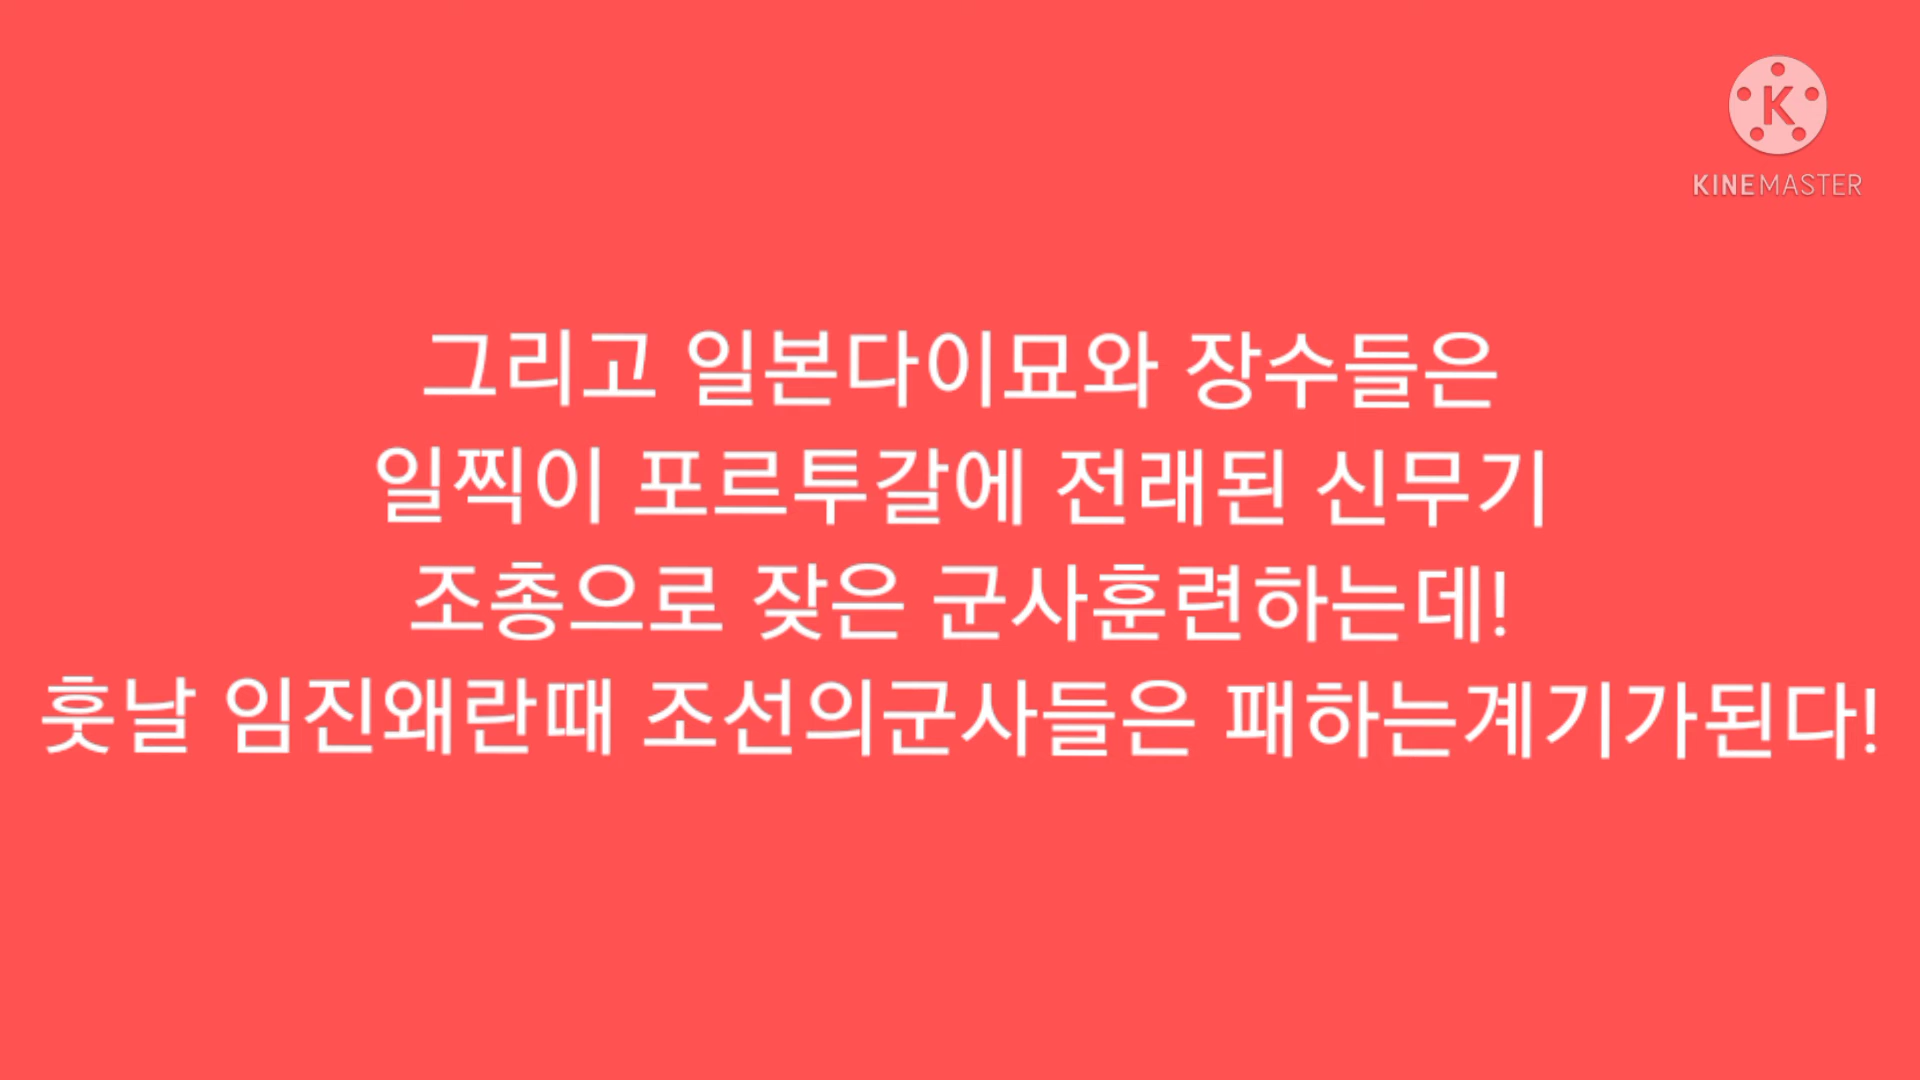 KINEMASTER
그리고 일본다이묘와 장수들은
일찍이 포르투갈에 전래된 신무기
조총으로 잦은 군사훈련하는데!
훗날 임진왜란때 조선의군사들은 패하는계기가된다!